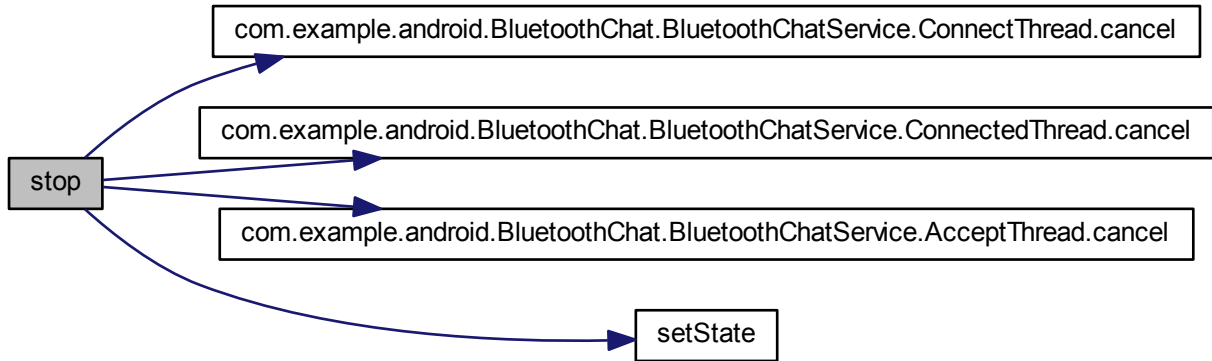 com.example.android.BluetoothChat.BluetoothChatService.ConnectThread.cancel
com.example.android.BluetoothChat.BluetoothChatService.ConnectedThread.cancel
stop
com.example.android.BluetoothChat.BluetoothChatService.AcceptThread.cancel
setState